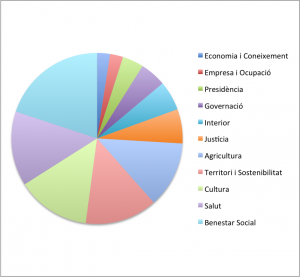 Economia i Coneixement
Empresa i Ocupació
Presidència
Governació
Interior
Justícia
Agricultura
Territori i Sostenibilitat
Cultura
Salut
Benestar Social